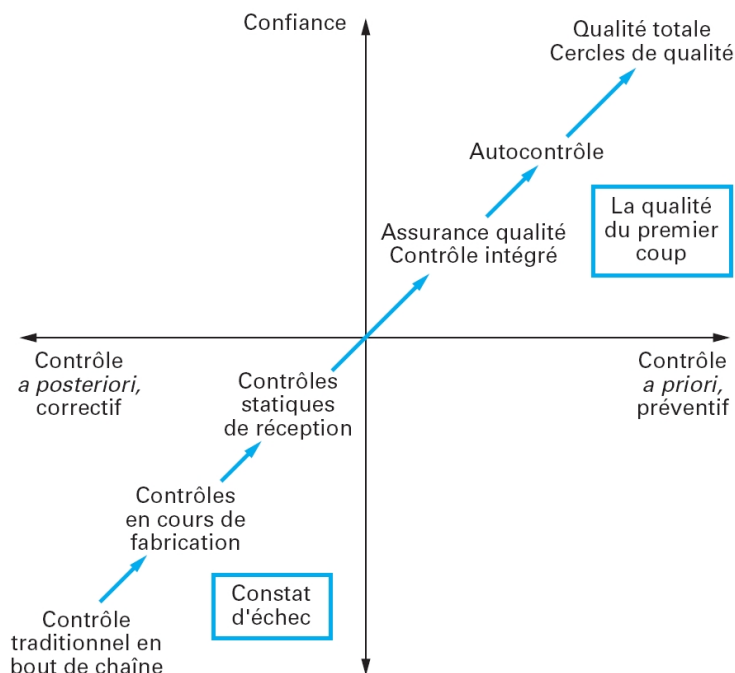 Confiance
Qualité totale
Cercles de qualité
Autocontrôle
La qualité
du premier
coup
Assurance qualité
Contrôle intégré
Contrôle
a posteriori,
correctif
Contrôle
a priori,
préventif
Contrôles
statiques
de réception
Contrôles
en cours de
fabrication
Constat
d'échec
Contrôle
traditionnel en
bout de chaîne